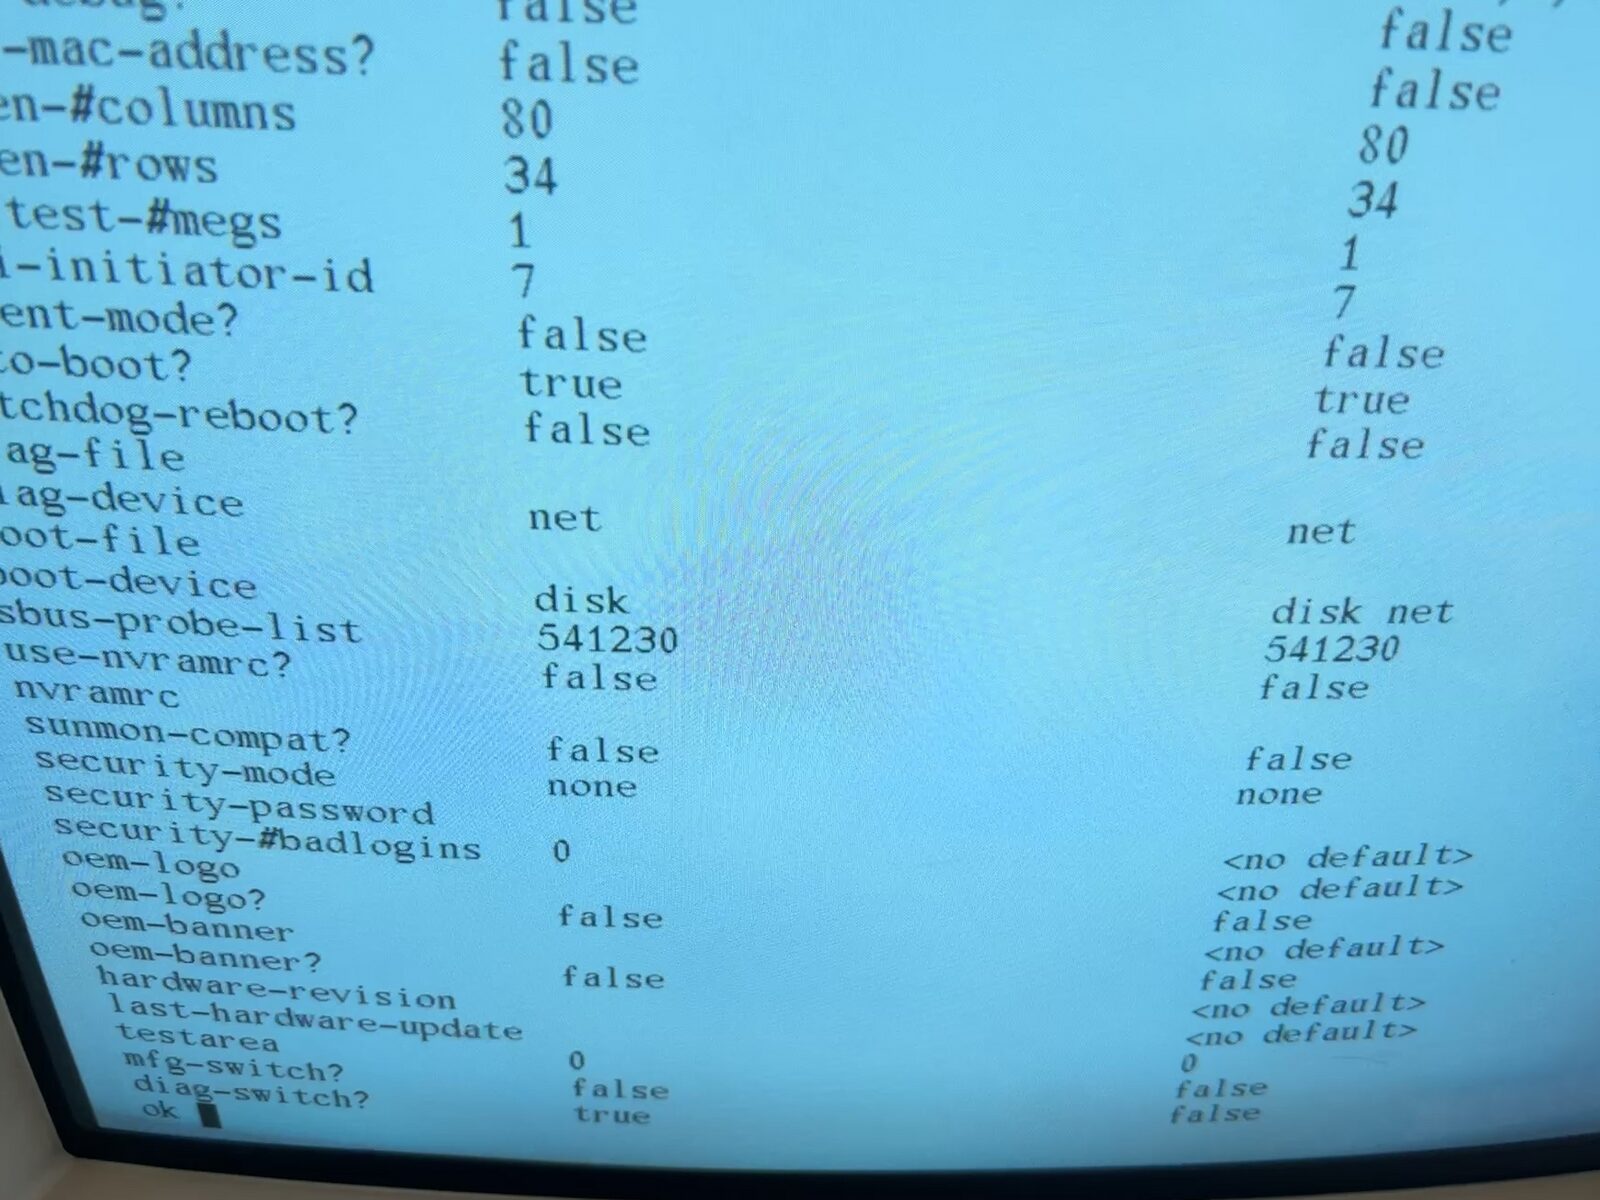 debug? false false
-mac-address? false false
en-#columns 80 80
en-#rows 34 34
test-#megs 1 1
i-initiator-id 7 7
ent-mode? false false
to-boot? true true
tchdog-reboot? false false
ag-file
iag-device net net
oot-file
boot-device disk disk net
sbus-probe-list 541230 541230
use-nvramrc? false false
nvramrc
sunmon-compat? false false
security-mode none none
security-password
security-#badlogins 0 <no default>
oem-logo <no default>
oem-logo? false false
oem-banner <no default>
oem-banner? false false
hardware-revision <no default>
last-hardware-update <no default>
testarea 0 0
mfg-switch? false false
diag-switch? true false
ok